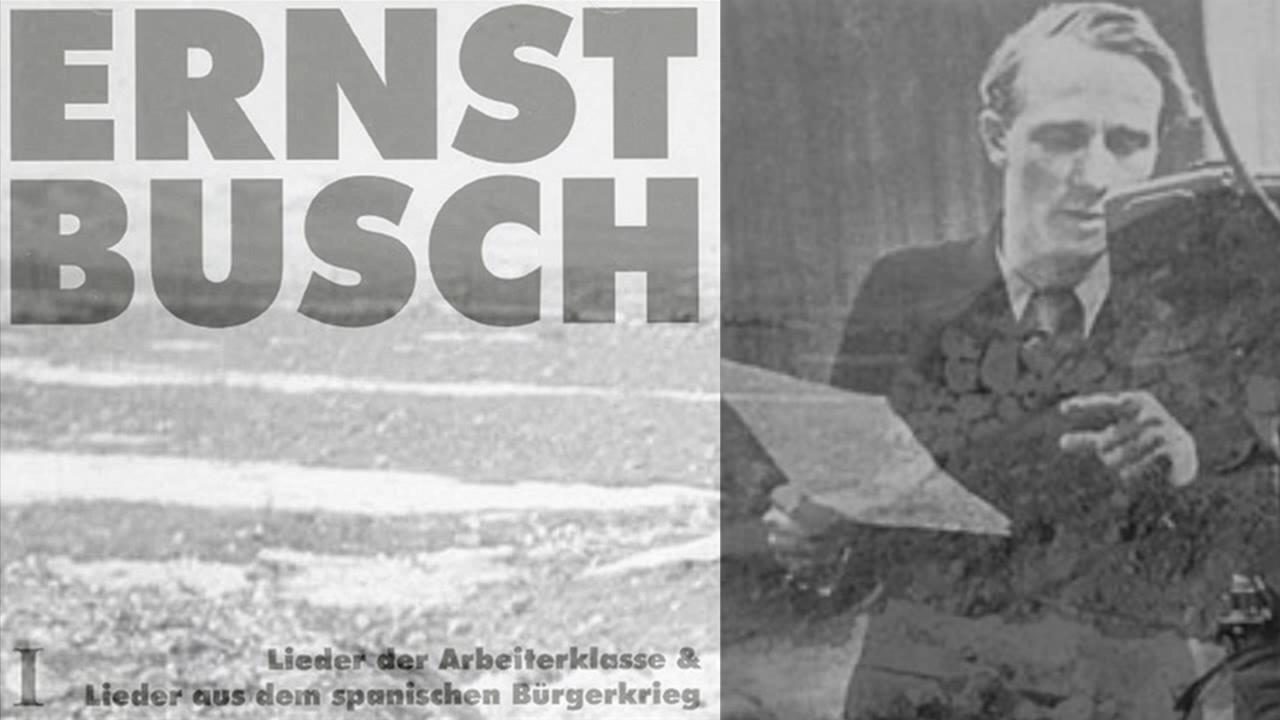 ERNST
BUSCH
I
Lieder der Arbeiterklasse &
Lieder aus dem spanischen Bürgerkrieg